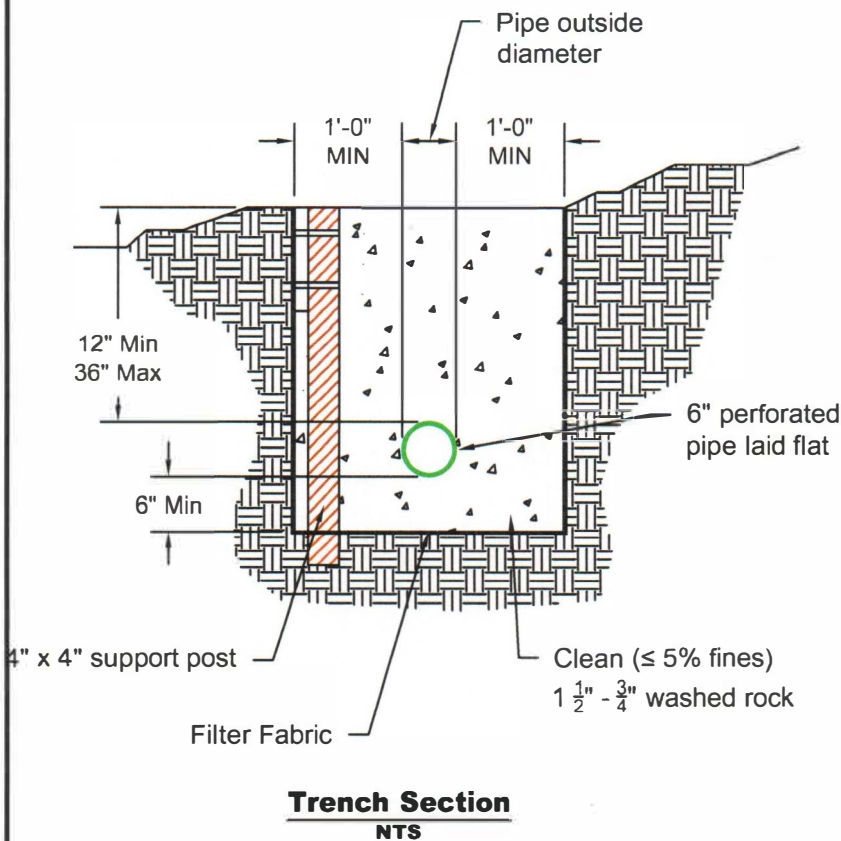 Pipe outside
diameter
1'-0"
MIN
1'-0"
MIN
12" Min
36" Max
6" Min
6" perforated
pipe laid flat
4" x 4" support post
Clean (≤ 5% fines)
1 1/2" - 3/4" washed rock
Filter Fabric
Trench Section
NTS